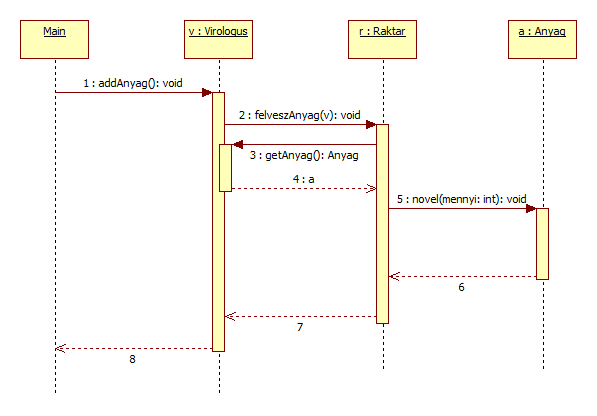 Main
v : Virologus
r : Raktar
a : Anyag
1 : addAnyag(): void
2 : felveszAnyag(v): void
3 : getAnyag(): Anyag
4 : a
5 : novel(mennyi: int): void
6
7
8